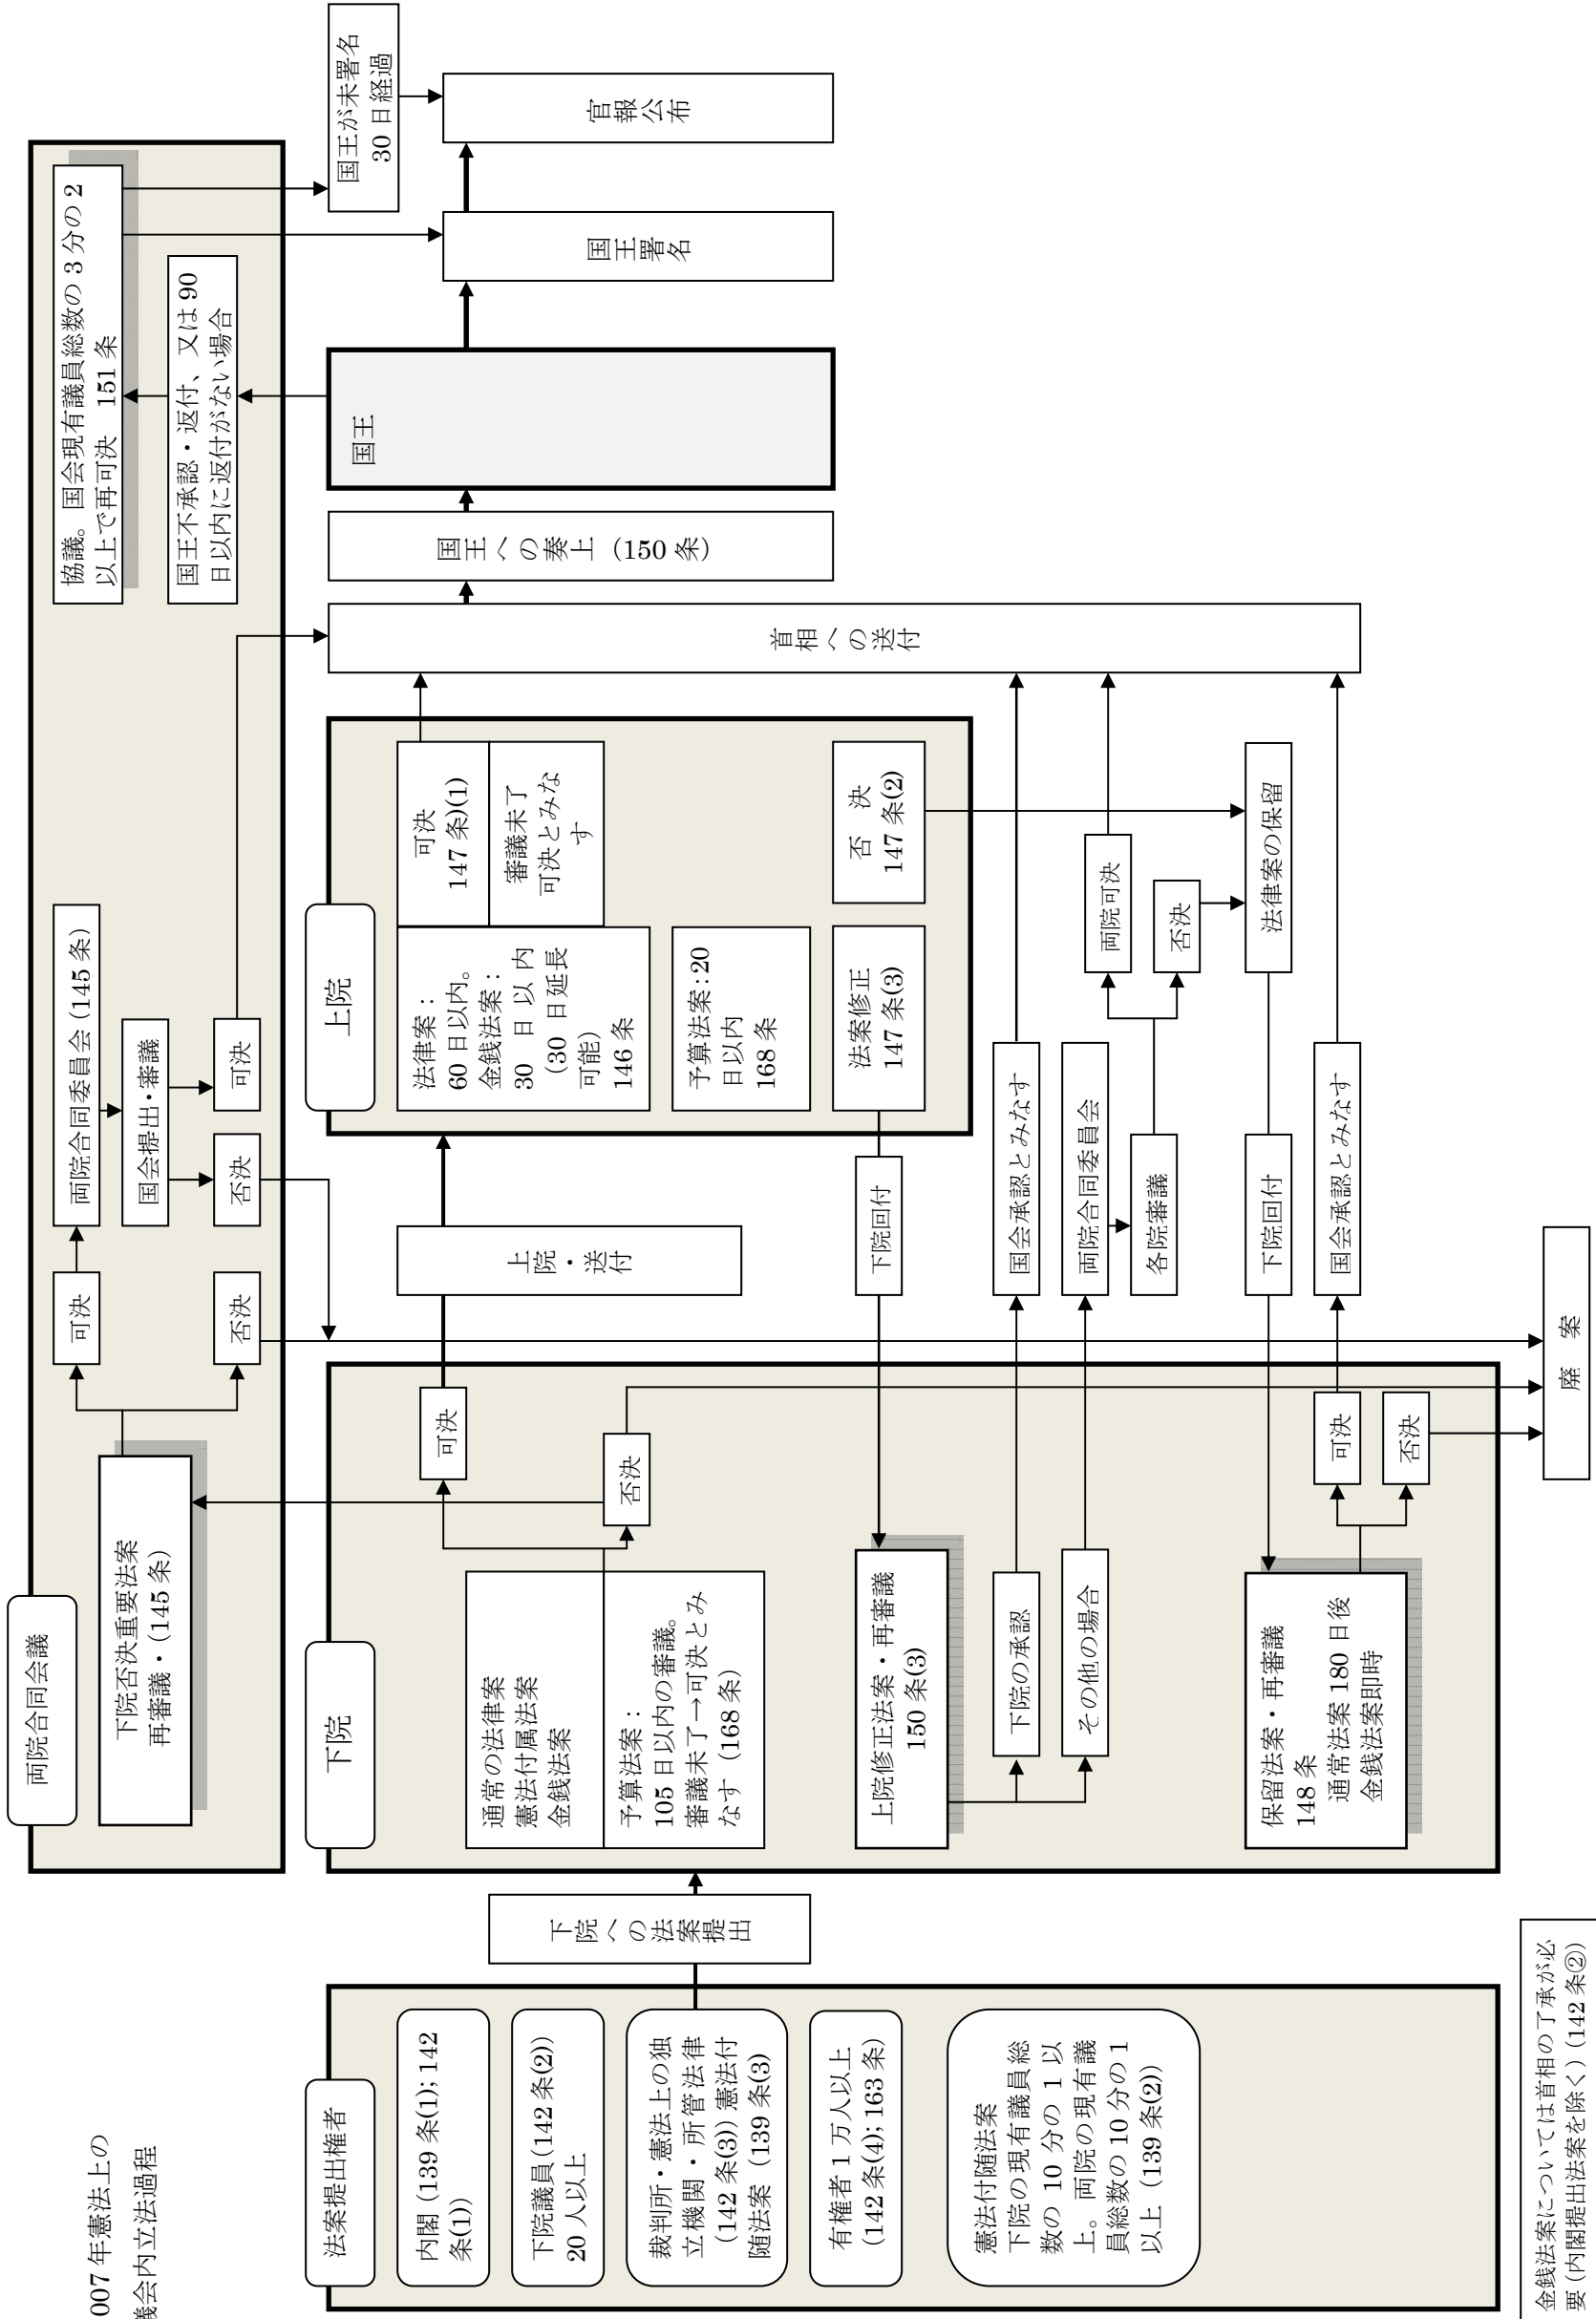 007 年憲法上の
議会内立法過程
両院合同会議
下院否決重要法案
再審議・(145 条)
可決
否決
両院合同委員会 (145 条)
国会提出・審議
否決
可決
協議。国会現有議員総数の 3 分の 2
以上で再可決　151 条
国王不承認・返付、又は 90
日以内に返付がない場合
国王が未署名
30 日経過
法案提出権者
内閣 (139 条(1); 142
条(1))
下院議員 (142 条(2))
20 人以上
裁判所・憲法上の独
立機関・所管法律
(142 条(3)) 憲法付
随法案 (139 条(3)
有権者 1 万人以上
(142 条(4); 163 条)
憲法付随法案
下院の現有議員総
数の 10 分の 1 以
上。両院の現有議
員総数の 10 分の 1
以上 (139 条(2))
下院への法案提出
下院
通常の法律案
憲法付属法案
金銭法案
予算法案：
105 日以内の審議。
審議未了→可決とみ
なす (168 条)
可決
否決
上院修正法案・再審議
150 条(3)
下院の承認
その他の場合
保留法案・再審議
148 条
通常法案 180 日後
金銭法案即時
可決
否決
上院・送付
下院回付
国会承認とみなす
両院合同委員会
各院審議
下院回付
国会承認とみなす
廃　案
上院
法律案：
60 日以内。
金銭法案：
30 日以内
(30 日延長
可能)
146 条
可決
147 条)(1)
審議未了
可決とみな
す
予算法案：20
日以内
168 条
法案修正
147 条(3)
否　決
147 条(2)
両院可決
否決
法律案の保留
首相への送付
国王への奏上 (150 条)
国王
国王署名
官報公布
金銭法案については首相の了承が必
要 (内閣提出法案を除く) (142 条②)